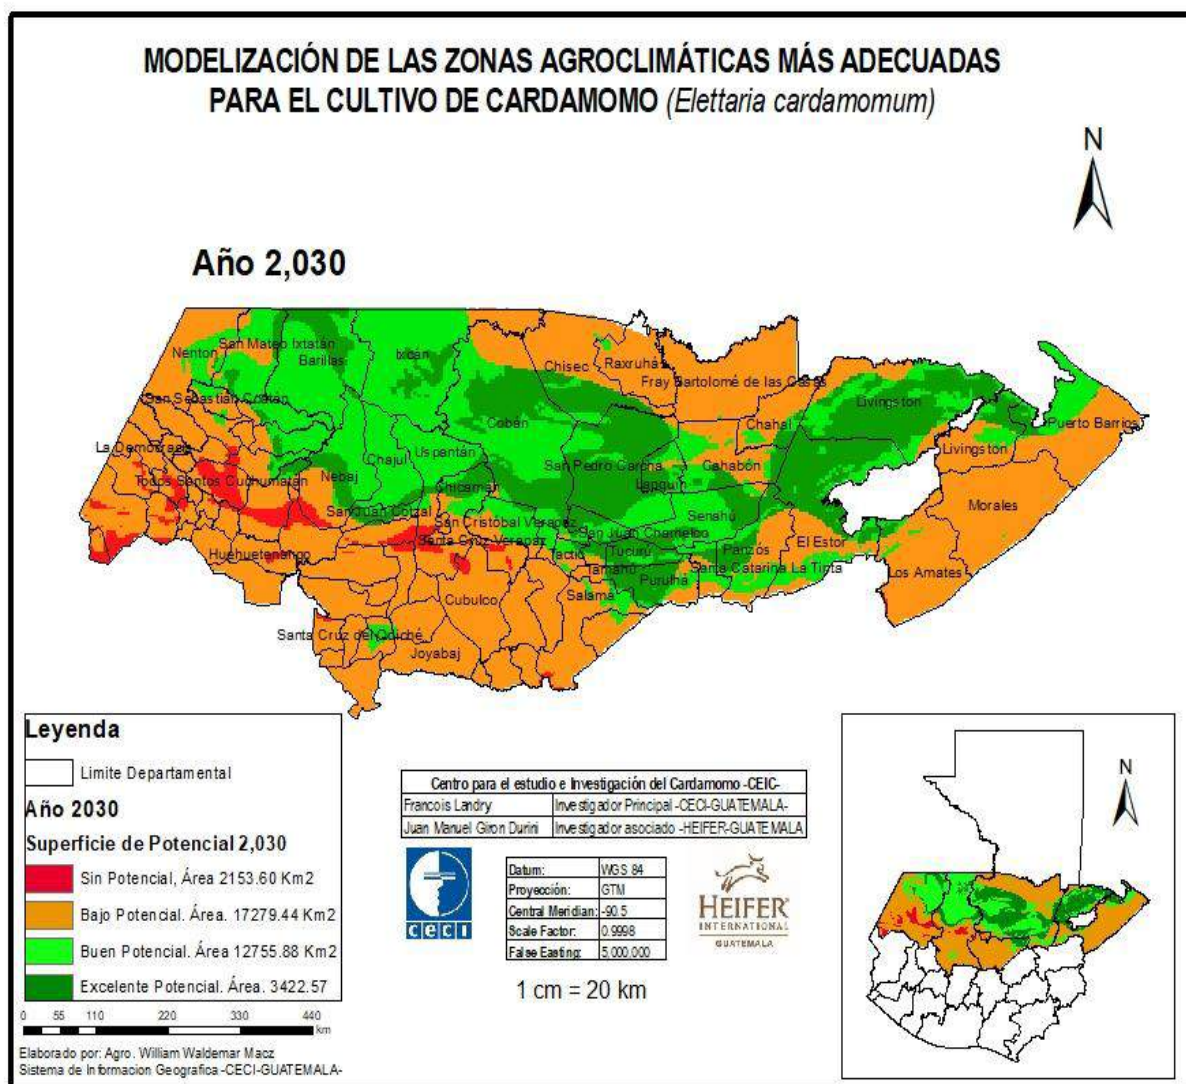 MODELIZACIÓN DE LAS ZONAS AGROCLIMÁTICAS MÁS ADECUADAS
PARA EL CULTIVO DE CARDAMOMO (Elettaria cardamomum)
N
Año 2,030
San Mateo Ixtatán
Nenton
Barillas
Ixcán
Chisec
Raxruhá
Fray Bartolomé de las Casas
San Sebastián Coatan
Livingston
Cobán
Chahal
Puerto Barrios
La Democracia
Uspantán
Livingston
Chajul
San Pedro Carcha
Cahabón
Nebaj
Todos Santos Cuchumatán
Lanquin
Chicaman
Morales
San Juan Cotzal
San Cristóbal Verapaz
Senahú
San Juan Chamelco
Santa Cruz Verapaz
El Estor
Huehuetenango
Tactic
Tucurú
Panzós
Tamahú
Santa Catarina La Tinta
Los Amates
Purulha
Salamá
Cubulco
Santa Cruz del Quiché
Joyabaj
Leyenda
Limite Departamental
Año 2030
Superficie de Potencial 2,030
Sin Potencial, Área 2153.60 Km2
Bajo Potencial. Área. 17279.44 Km2
Buen Potencial. Área 12755.88 Km2
Excelente Potencial. Área. 3422.57
0 55 110 220 330 440
km
Elaborado por: Agro. William Waldemar Macz
Sistema de Informacion Geografica -CECI-GUATEMALA-
Centro para el estudio e Investigación del Cardamomo -CEIC-
Francois Landry Investigador Principal -CECI-GUATEMALA-
Juan Manuel Giron Durini Investigador asociado -HEIFER-GUATEMALA
ceci
Datum: WGS 84
Proyección: GTM
Central Meridian: -90.5
Scale Factor: 0.9998
False Easting: 5,000,000
HEIFER
INTERNATIONAL
GUATEMALA
1 cm = 20 km
N